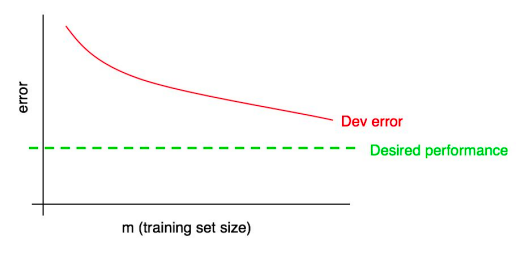 error
Dev error
Desired performance
m (training set size)